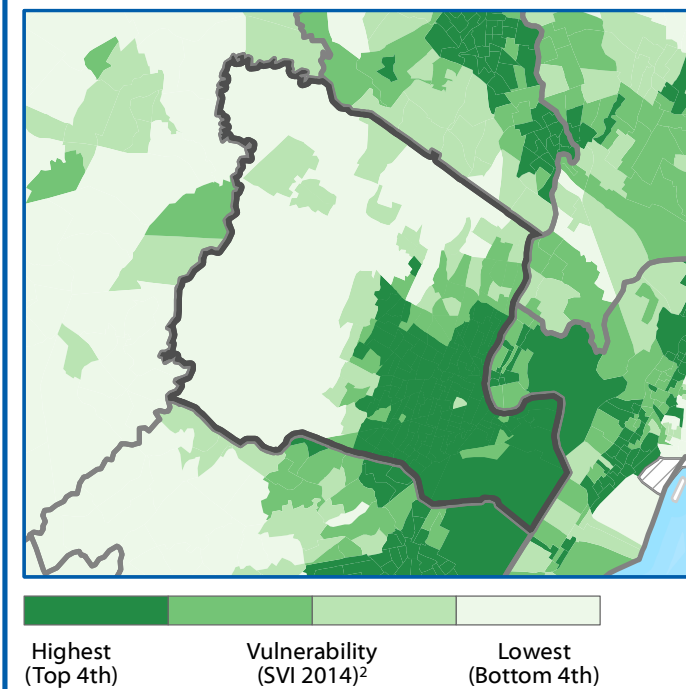 Highest
(Top 4th)
Vulnerability
(SVI 2014)²
Lowest
(Bottom 4th)